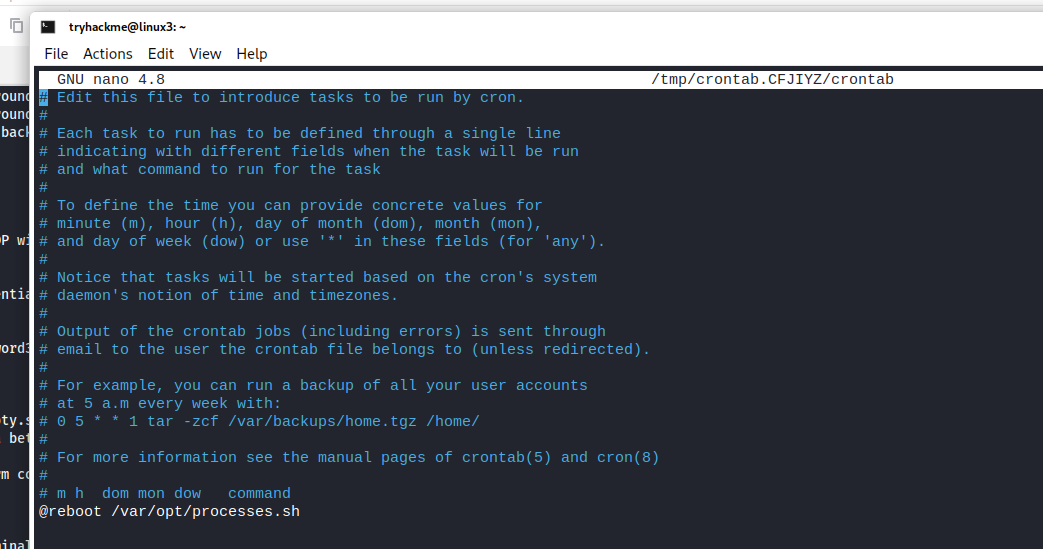 tryhackme@linux3: ~
File Actions Edit View Help
GNU nano 4.8 /tmp/crontab.CFJIYZ/crontab
# Edit this file to introduce tasks to be run by cron.
#
# Each task to run has to be defined through a single line
# indicating with different fields when the task will be run
# and what command to run for the task
#
# To define the time you can provide concrete values for
# minute (m), hour (h), day of month (dom), month (mon),
# and day of week (dow) or use '*' in these fields (for 'any').
#
# Notice that tasks will be started based on the cron's system
# daemon's notion of time and timezones.
#
# Output of the crontab jobs (including errors) is sent through
# email to the user the crontab file belongs to (unless redirected).
#
# For example, you can run a backup of all your user accounts
# at 5 a.m every week with:
# 0 5 * * 1 tar -zcf /var/backups/home.tgz /home/
#
# For more information see the manual pages of crontab(5) and cron(8)
#
# m h  dom mon dow   command
@reboot /var/opt/processes.sh